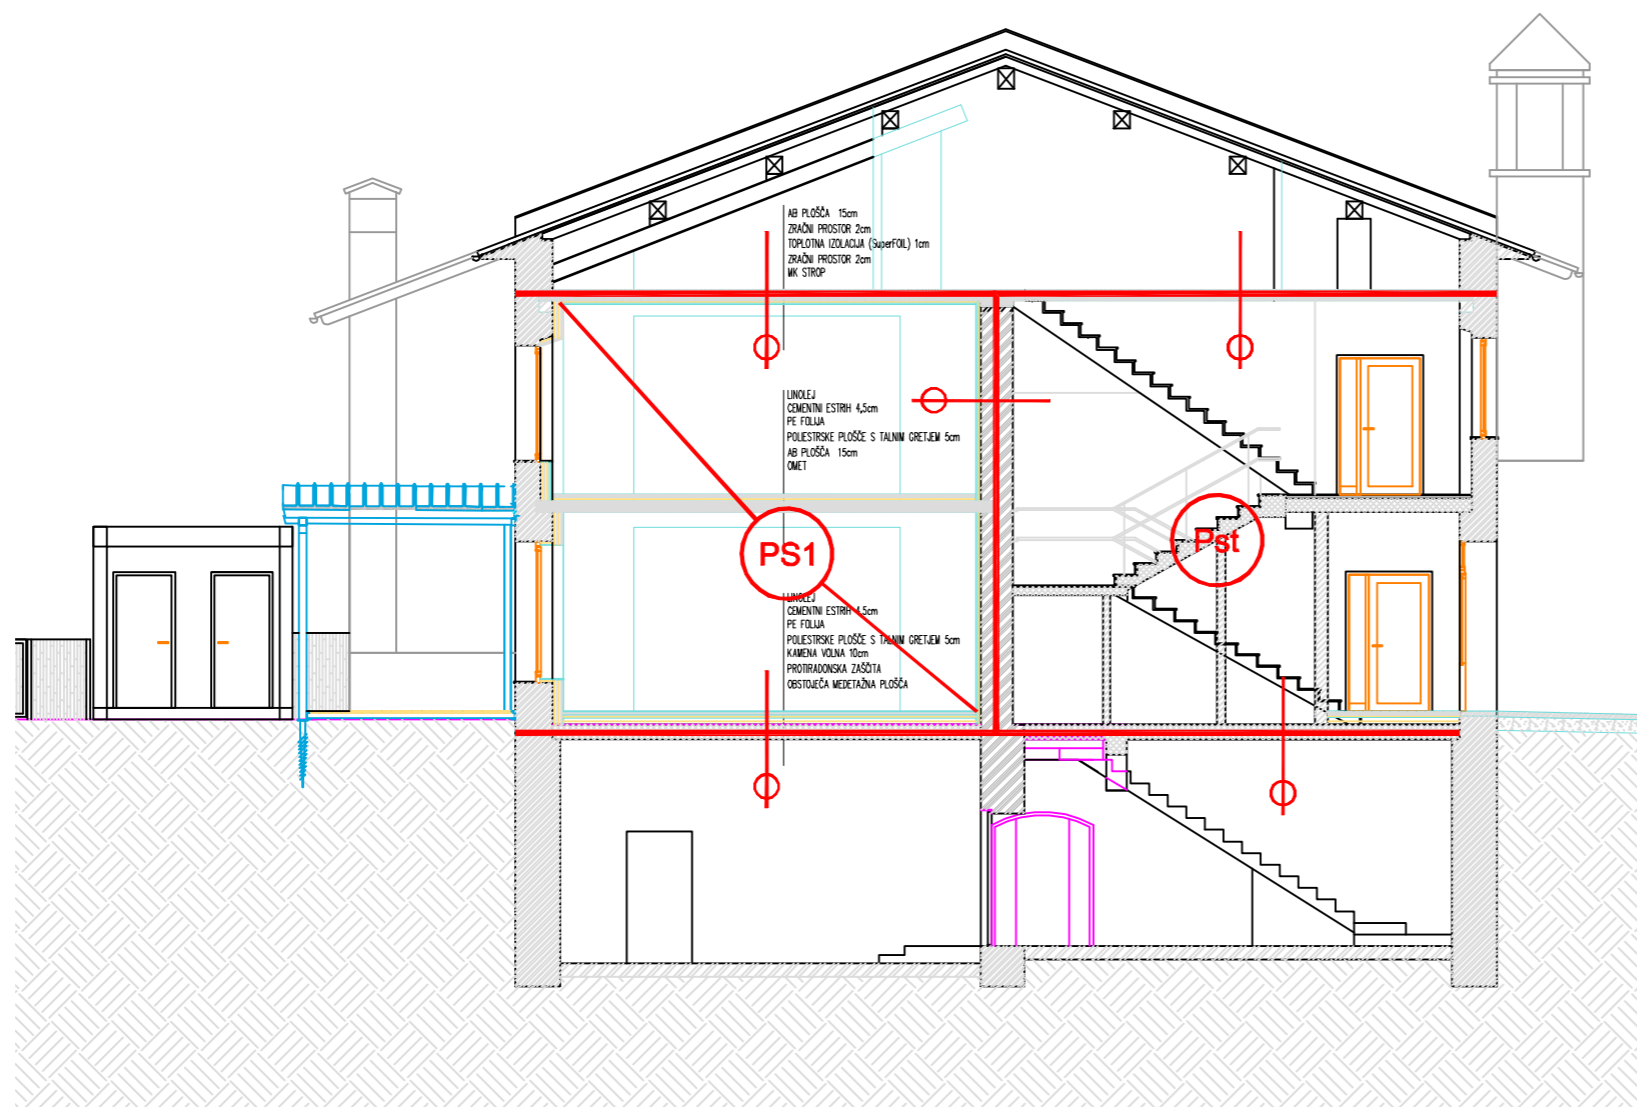 AB PLOŠČA 15cm
ZRAČNI PROSTOR 2cm
TOPLOTNA IZOLACIJA (SuperFOIL) 1cm
ZRAČNI PROSTOR 2cm
MK STROP
LINOLEJ
CEMENTNI ESTRIH 4,5cm
PE FOLIJA
POLIESTRSKE PLOŠČE S TALNIM GRETJEM 5cm
AB PLOŠČA 15cm
OMET
PS1
Pst
LINOLEJ
CEMENTNI ESTRIH 4,5cm
PE FOLIJA
POLIESTRSKE PLOŠČE S TALNIM GRETJEM 5cm
KAMENA VOLNA 10cm
PROTIRADONSKA ZAŠČITA
OBSTOJEČA MEDETAŽNA PLOŠČA